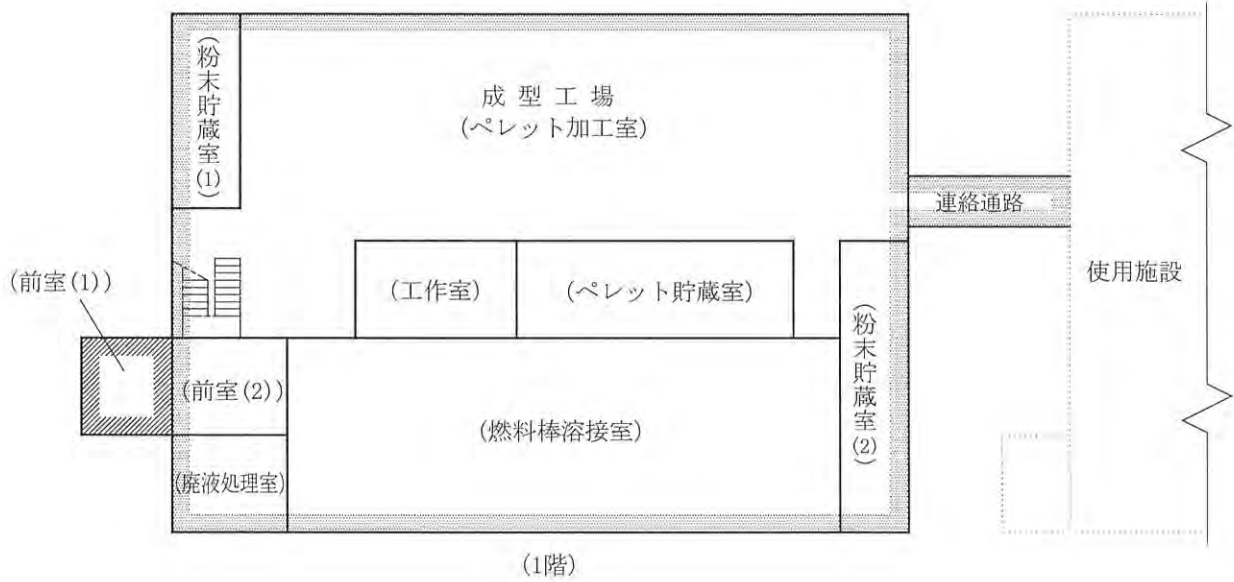 (粉末貯蔵室(1))
成型工場
(ペレット加工室)
連絡通路
使用施設
(前室(1))
(工作室)
(ペレット貯蔵室)
(粉末貯蔵室(2))
(前室(2))
(燃料棒溶接室)
(廃液処理室)
(1階)